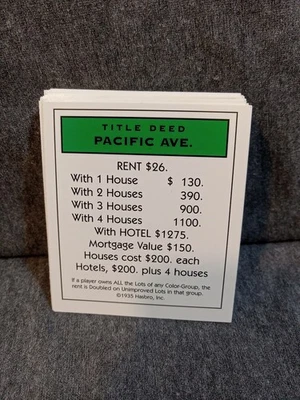 TITLE DEED
PACIFIC AVE.
RENT $26.
With 1 House $ 130.
With 2 Houses 390.
With 3 Houses 900.
With 4 Houses 1100.
With HOTEL $1275.
Mortgage Value $150.
Houses cost $200. each
Hotels, $200. plus 4 houses
If a player owns ALL the Lots of any Color-Group, the
rent is Doubled on Unimproved Lots in that group.
©1935 Hasbro, Inc.